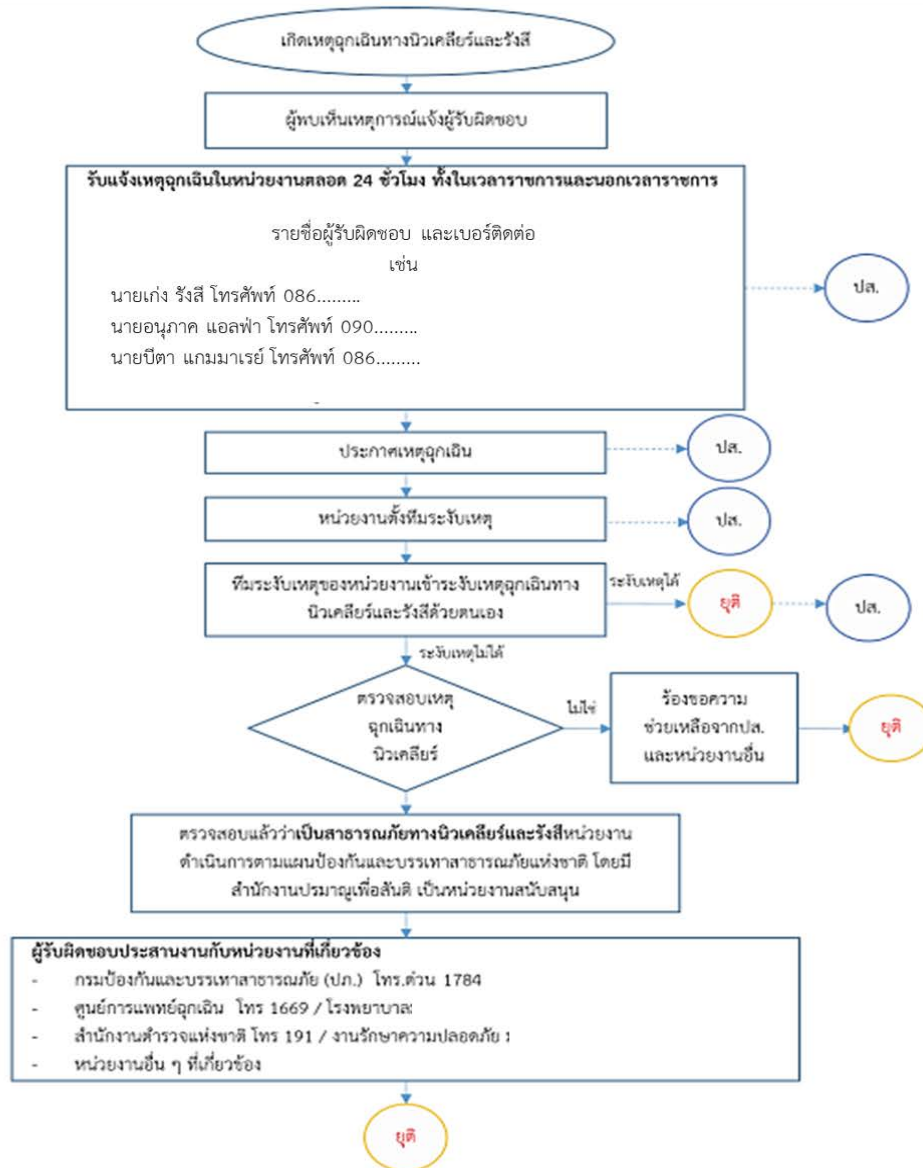 เกิดเหตุฉุกเฉินทางนิวเคลียร์และรังสี
ผู้พบเห็นเหตุการณ์แจ้งผู้รับผิดชอบ
รับแจ้งเหตุฉุกเฉินในหน่วยงานตลอด 24 ชั่วโมง ทั้งในเวลาราชการและนอกเวลาราชการ
รายชื่อผู้รับผิดชอบ และเบอร์ติดต่อ
เช่น
นายเก่ง รังสี โทรศัพท์ 086.........
นายอนุภาค แอลฟ่า โทรศัพท์ 090.........
นายบีตา แกมมาเรย์ โทรศัพท์ 086.........
ปส.
ประกาศเหตุฉุกเฉิน
ปส.
หน่วยงานตั้งทีมระงับเหตุ
ปส.
ทีมระงับเหตุของหน่วยงานเข้าระงับเหตุฉุกเฉินทาง
นิวเคลียร์และรังสีด้วยตนเอง
ระงับเหตุได้
ยุติ
ปส.
ระงับเหตุไม่ได้
ตรวจสอบเหตุ
ฉุกเฉินทาง
นิวเคลียร์
ไม่ใช่
ร้องขอความ
ช่วยเหลือจากปส.
และหน่วยงานอื่น
ยุติ
ตรวจสอบแล้วว่าเป็นสาธารณภัยทางนิวเคลียร์และรังสีหน่วยงาน
ดำเนินการตามแผนป้องกันและบรรเทาสาธารณภัยแห่งชาติ โดยมี
สำนักงานปรมาณูเพื่อสันติ เป็นหน่วยงานสนับสนุน
ผู้รับผิดชอบประสานงานกับหน่วยงานที่เกี่ยวข้อง
- กรมป้องกันและบรรเทาสาธารณภัย (ปภ.) โทร.ด่วน 1784
- ศูนย์การแพทย์ฉุกเฉิน โทร 1669 / โรงพยาบาล
- สำนักงานตำรวจแห่งชาติ โทร 191 / งานรักษาความปลอดภัย
- หน่วยงานอื่น ๆ ที่เกี่ยวข้อง
ยุติ